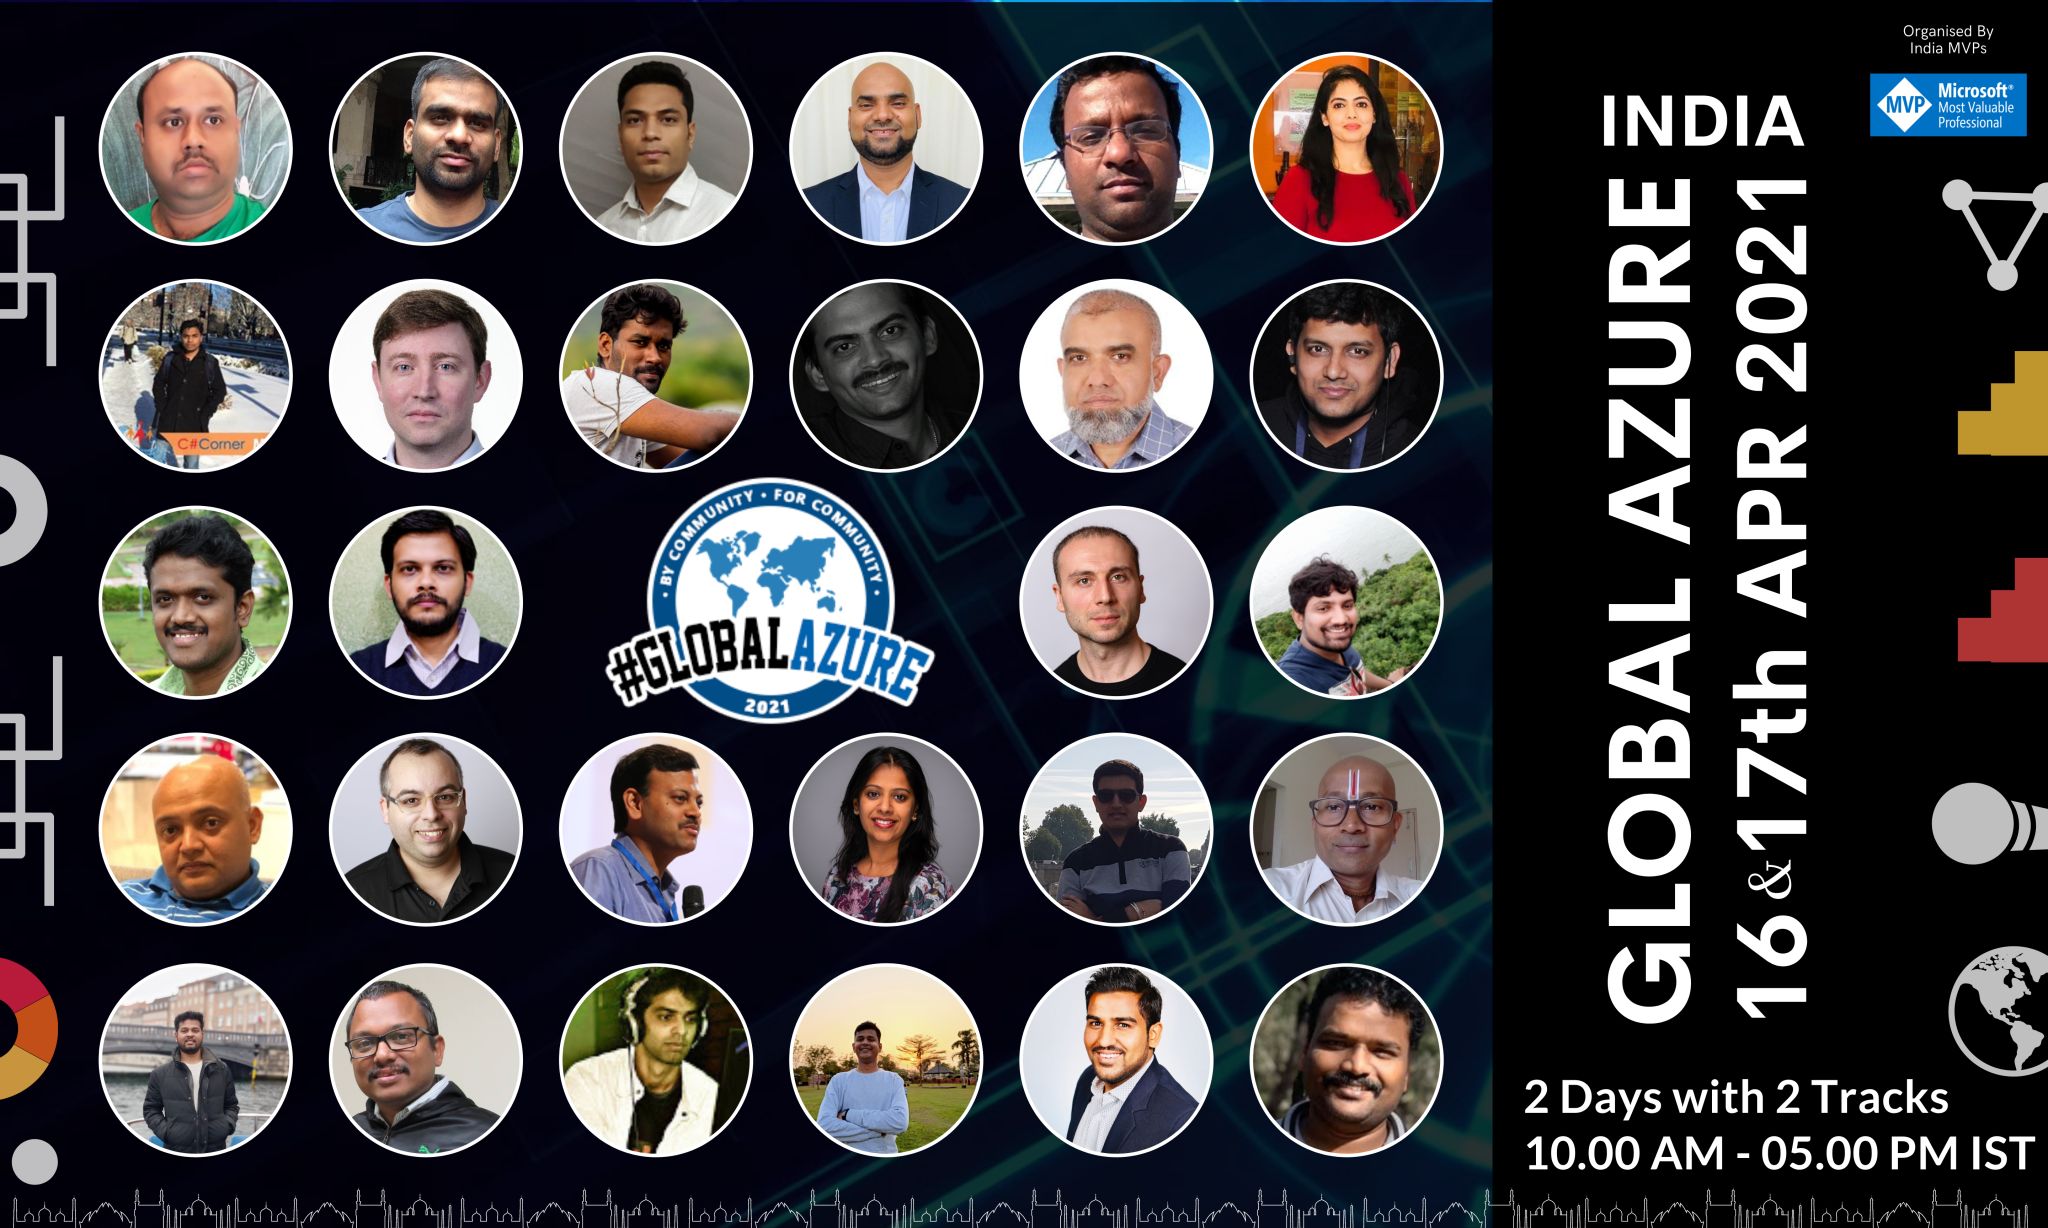 Organised By
India MVPs
MVP
Microsoft®
Most Valuable
Professional
INDIA
GLOBAL AZURE
16 & 17th APR 2021
2 Days with 2 Tracks
10.00 AM - 05.00 PM IST
• BY COMMUNITY • FOR COMMUNITY •
#GLOBALAZURE
2021
C#Corner